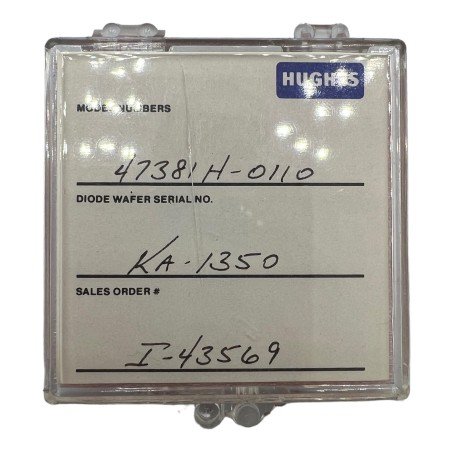 HUGHES
MODEL NUMBERS
47381H-0110
DIODE WAFER SERIAL NO.
KA-1350
SALES ORDER #
I-43569